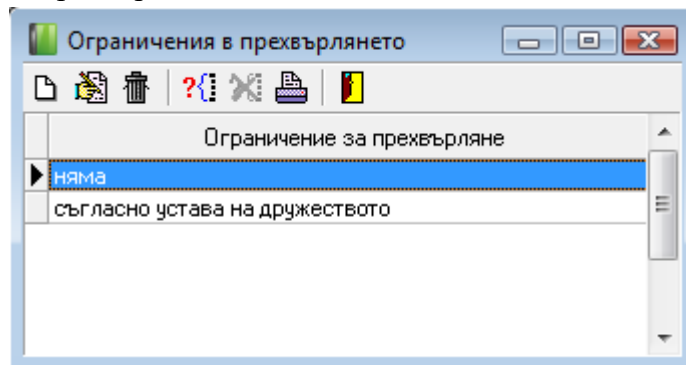 Ограничения в прехвърлянето
Ограничение за прехвърляне
няма
съгласно устава на дружеството